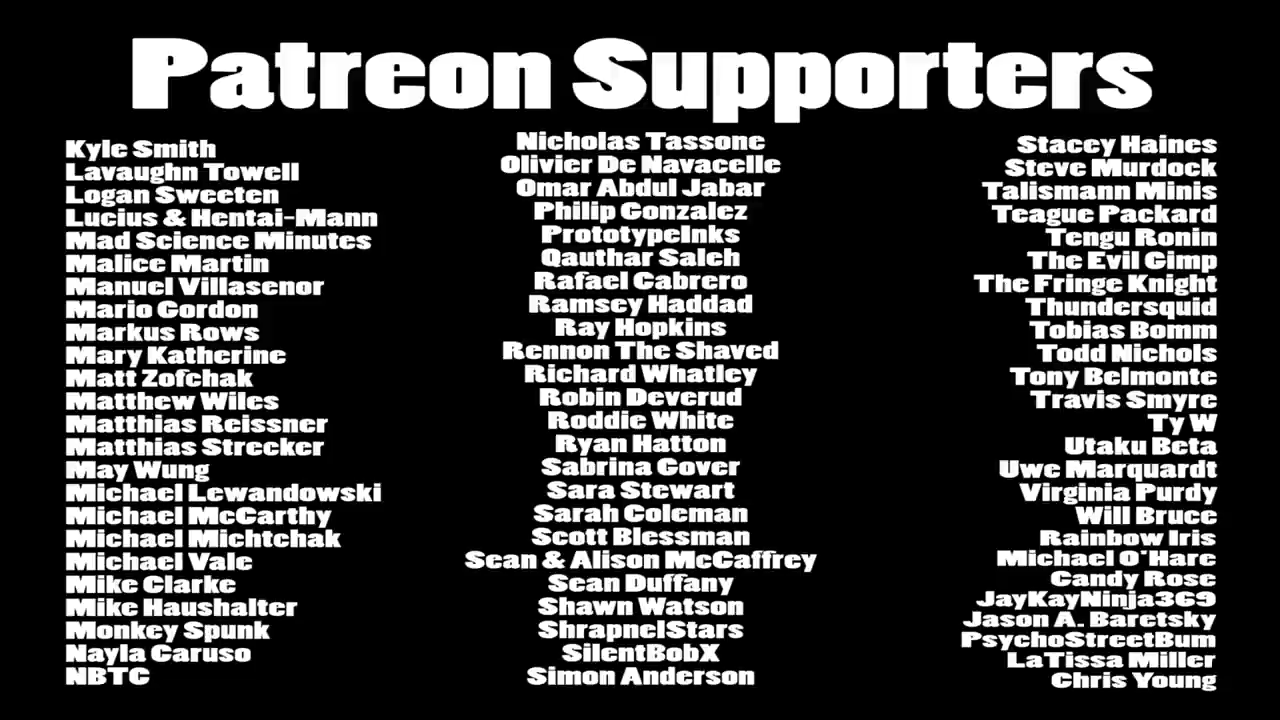 Patreon Supporters
Kyle Smith
Lavaughn Towell
Logan Sweeten
Lucius & Hentai-Mann
Mad Science Minutes
Malice Martin
Manuel Villasenor
Mario Gordon
Markus Rows
Mary Katherine
Matt Zofchak
Matthew Wiles
Matthias Reissner
Matthias Strecker
May Wung
Michael Lewandowski
Michael McCarthy
Michael Michtchak
Michael Vale
Mike Clarke
Mike Haushalter
Monkey Spunk
Nayla Caruso
NBTC
Nicholas Tassone
Olivier De Navacelle
Omar Abdul Jabar
Philip Gonzalez
PrototypeInks
Qauthar Saleh
Rafael Cabrero
Ramsey Haddad
Ray Hopkins
Rennon The Shaved
Richard Whatley
Robin Deverud
Roddie White
Ryan Hatton
Sabrina Gover
Sara Stewart
Sarah Coleman
Scott Blessman
Sean & Alison McCaffrey
Sean Duffany
Shawn Watson
ShrapnelStars
SilentBobX
Simon Anderson
Stacey Haines
Steve Murdock
Talismann Minis
Teague Packard
Tengu Ronin
The Evil Gimp
The Fringe Knight
Thundersquid
Tobias Bomm
Todd Nichols
Tony Belmonte
Travis Smyre
Ty W
Utaku Beta
Uwe Marquardt
Virginia Purdy
Will Bruce
Rainbow Iris
Michael O'Hare
Candy Rose
JayKayNinja369
Jason A. Baretsky
PsychoStreetBum
LaTissa Miller
Chris Young